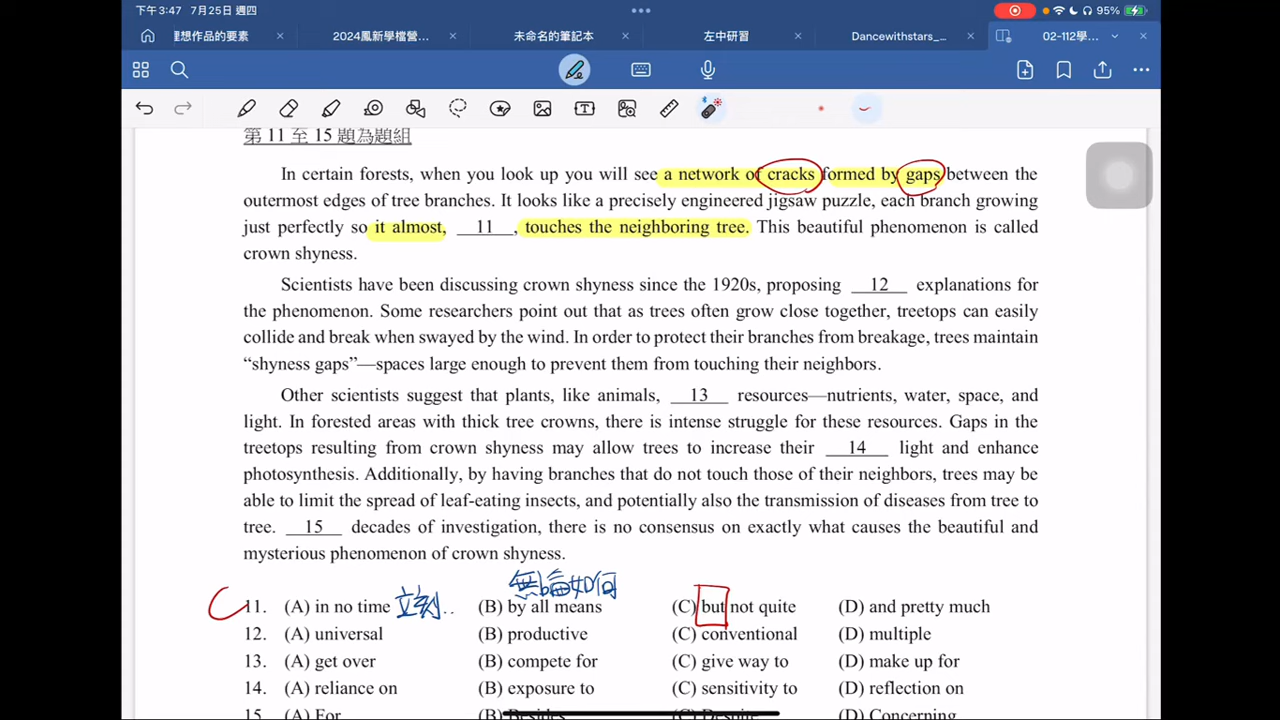 下午 3:47 7月25日 週四
95%
理想作品的要素
2024鳳新學檔營...
未命名的筆記本
左中研習
Dancewithstars_...
02-112學...
第 11 至 15 題為題組
In certain forests, when you look up you will see a network of cracks formed by gaps between the
outermost edges of tree branches. It looks like a precisely engineered jigsaw puzzle, each branch growing
just perfectly so it almost, 11 , touches the neighboring tree. This beautiful phenomenon is called
crown shyness.
Scientists have been discussing crown shyness since the 1920s, proposing 12 explanations for
the phenomenon. Some researchers point out that as trees often grow close together, treetops can easily
collide and break when swayed by the wind. In order to protect their branches from breakage, trees maintain
“shyness gaps”—spaces large enough to prevent them from touching their neighbors.
Other scientists suggest that plants, like animals, 13 resources—nutrients, water, space, and
light. In forested areas with thick tree crowns, there is intense struggle for these resources. Gaps in the
treetops resulting from crown shyness may allow trees to increase their 14 light and enhance
photosynthesis. Additionally, by having branches that do not touch those of their neighbors, trees may be
able to limit the spread of leaf-eating insects, and potentially also the transmission of diseases from tree to
tree. 15 decades of investigation, there is no consensus on exactly what causes the beautiful and
mysterious phenomenon of crown shyness.
無論如何
C 11. (A) in no time 立刻.. (B) by all means (C) but not quite (D) and pretty much
12. (A) universal (B) productive (C) conventional (D) multiple
13. (A) get over (B) compete for (C) give way to (D) make up for
14. (A) reliance on (B) exposure to (C) sensitivity to (D) reflection on
15. (A) For (B) Besides (C) Despite (D) Concerning